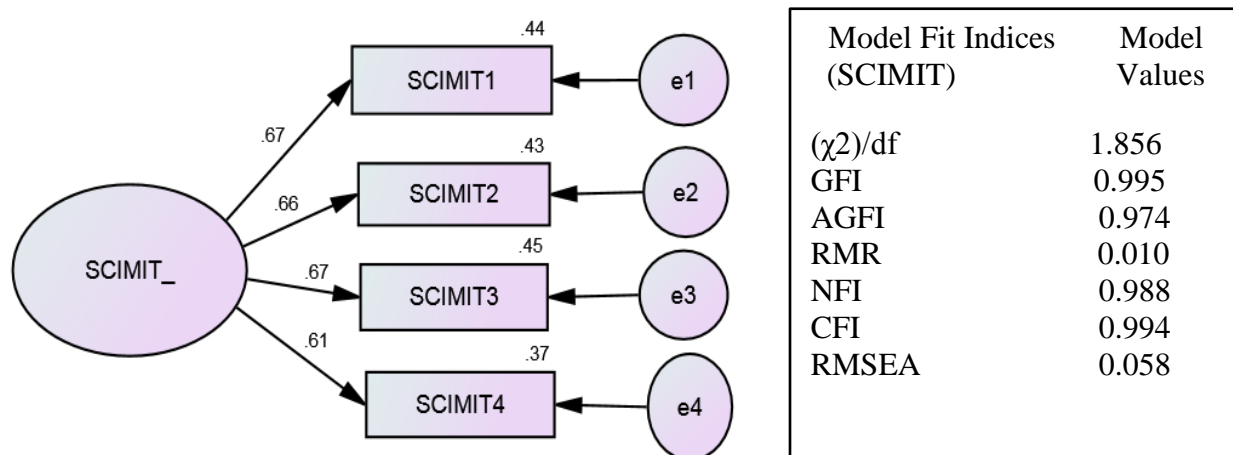 .44
SCIMIT1
e1
.67
.43
SCIMIT2
e2
.66
.45
SCIMIT_
.67
SCIMIT3
e3
.61
.37
SCIMIT4
e4
Model Fit Indices Model
(SCIMIT) Values
(χ2)/df 1.856
GFI 0.995
AGFI 0.974
RMR 0.010
NFI 0.988
CFI 0.994
RMSEA 0.058